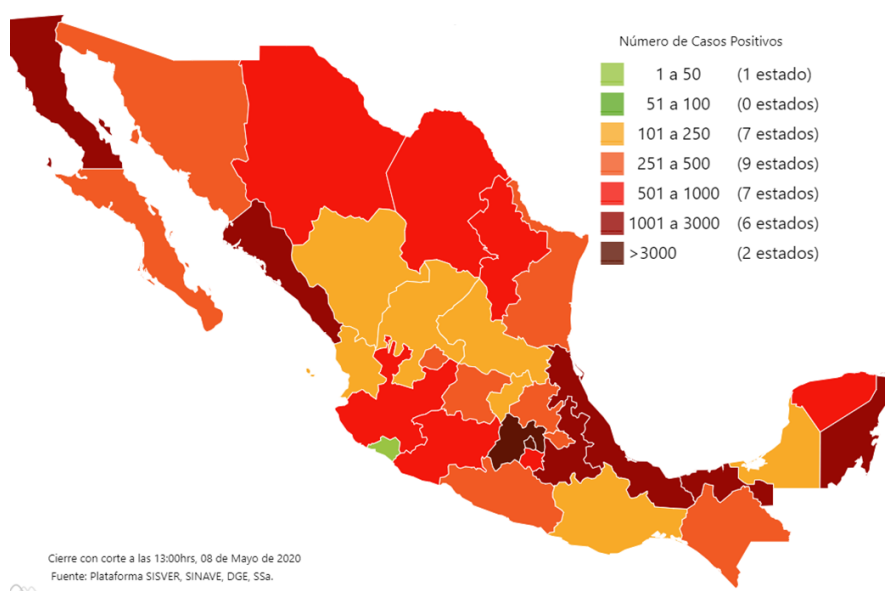 Número de Casos Positivos
1 a 50 (1 estado)
51 a 100 (0 estados)
101 a 250 (7 estados)
251 a 500 (9 estados)
501 a 1000 (7 estados)
1001 a 3000 (6 estados)
>3000 (2 estados)
Cierre con corte a las 13:00hrs, 08 de Mayo de 2020
Fuente: Plataforma SISVER, SINAVE, DGE, SSa.